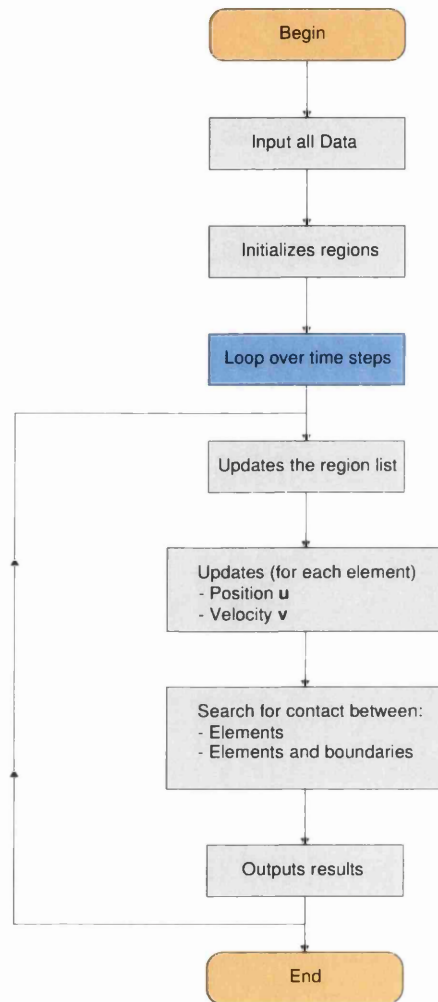 Begin
Input all Data
Initializes regions
Loop over time steps
Updates the region list
Updates (for each element)
- Position u
- Velocity v
Search for contact between:
- Elements
- Elements and boundaries
Outputs results
End